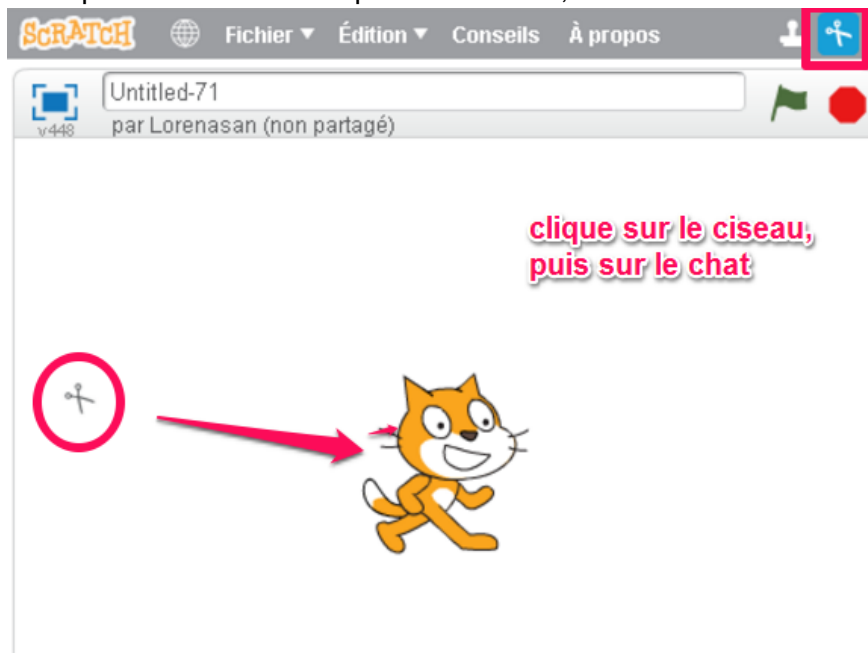 SCRATCH Fichier ▼ Édition ▼ Conseils À propos
Untitled-71
v448 par Lorenasan (non partagé)
clique sur le ciseau,
puis sur le chat